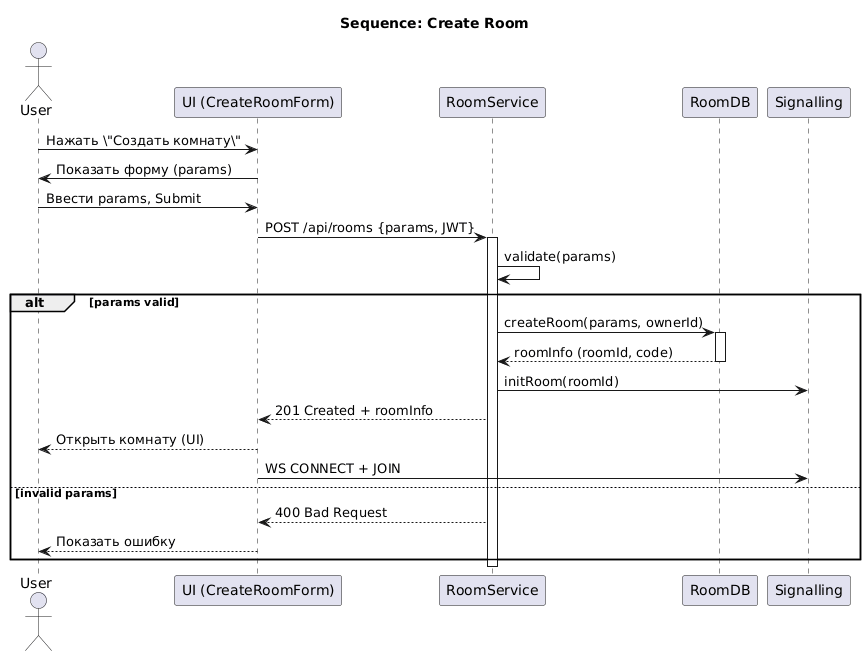 Sequence: Create Room
User
UI (CreateRoomForm)
RoomService
RoomDB
Signalling
Нажать \"Создать комнату\"
Показать форму (params)
Ввести params, Submit
POST /api/rooms {params, JWT}
validate(params)
alt
[params valid]
createRoom(params, ownerId)
roomInfo (roomId, code)
initRoom(roomId)
201 Created + roomInfo
Открыть комнату (UI)
WS CONNECT + JOIN
[invalid params]
400 Bad Request
Показать ошибку
User
UI (CreateRoomForm)
RoomService
RoomDB
Signalling